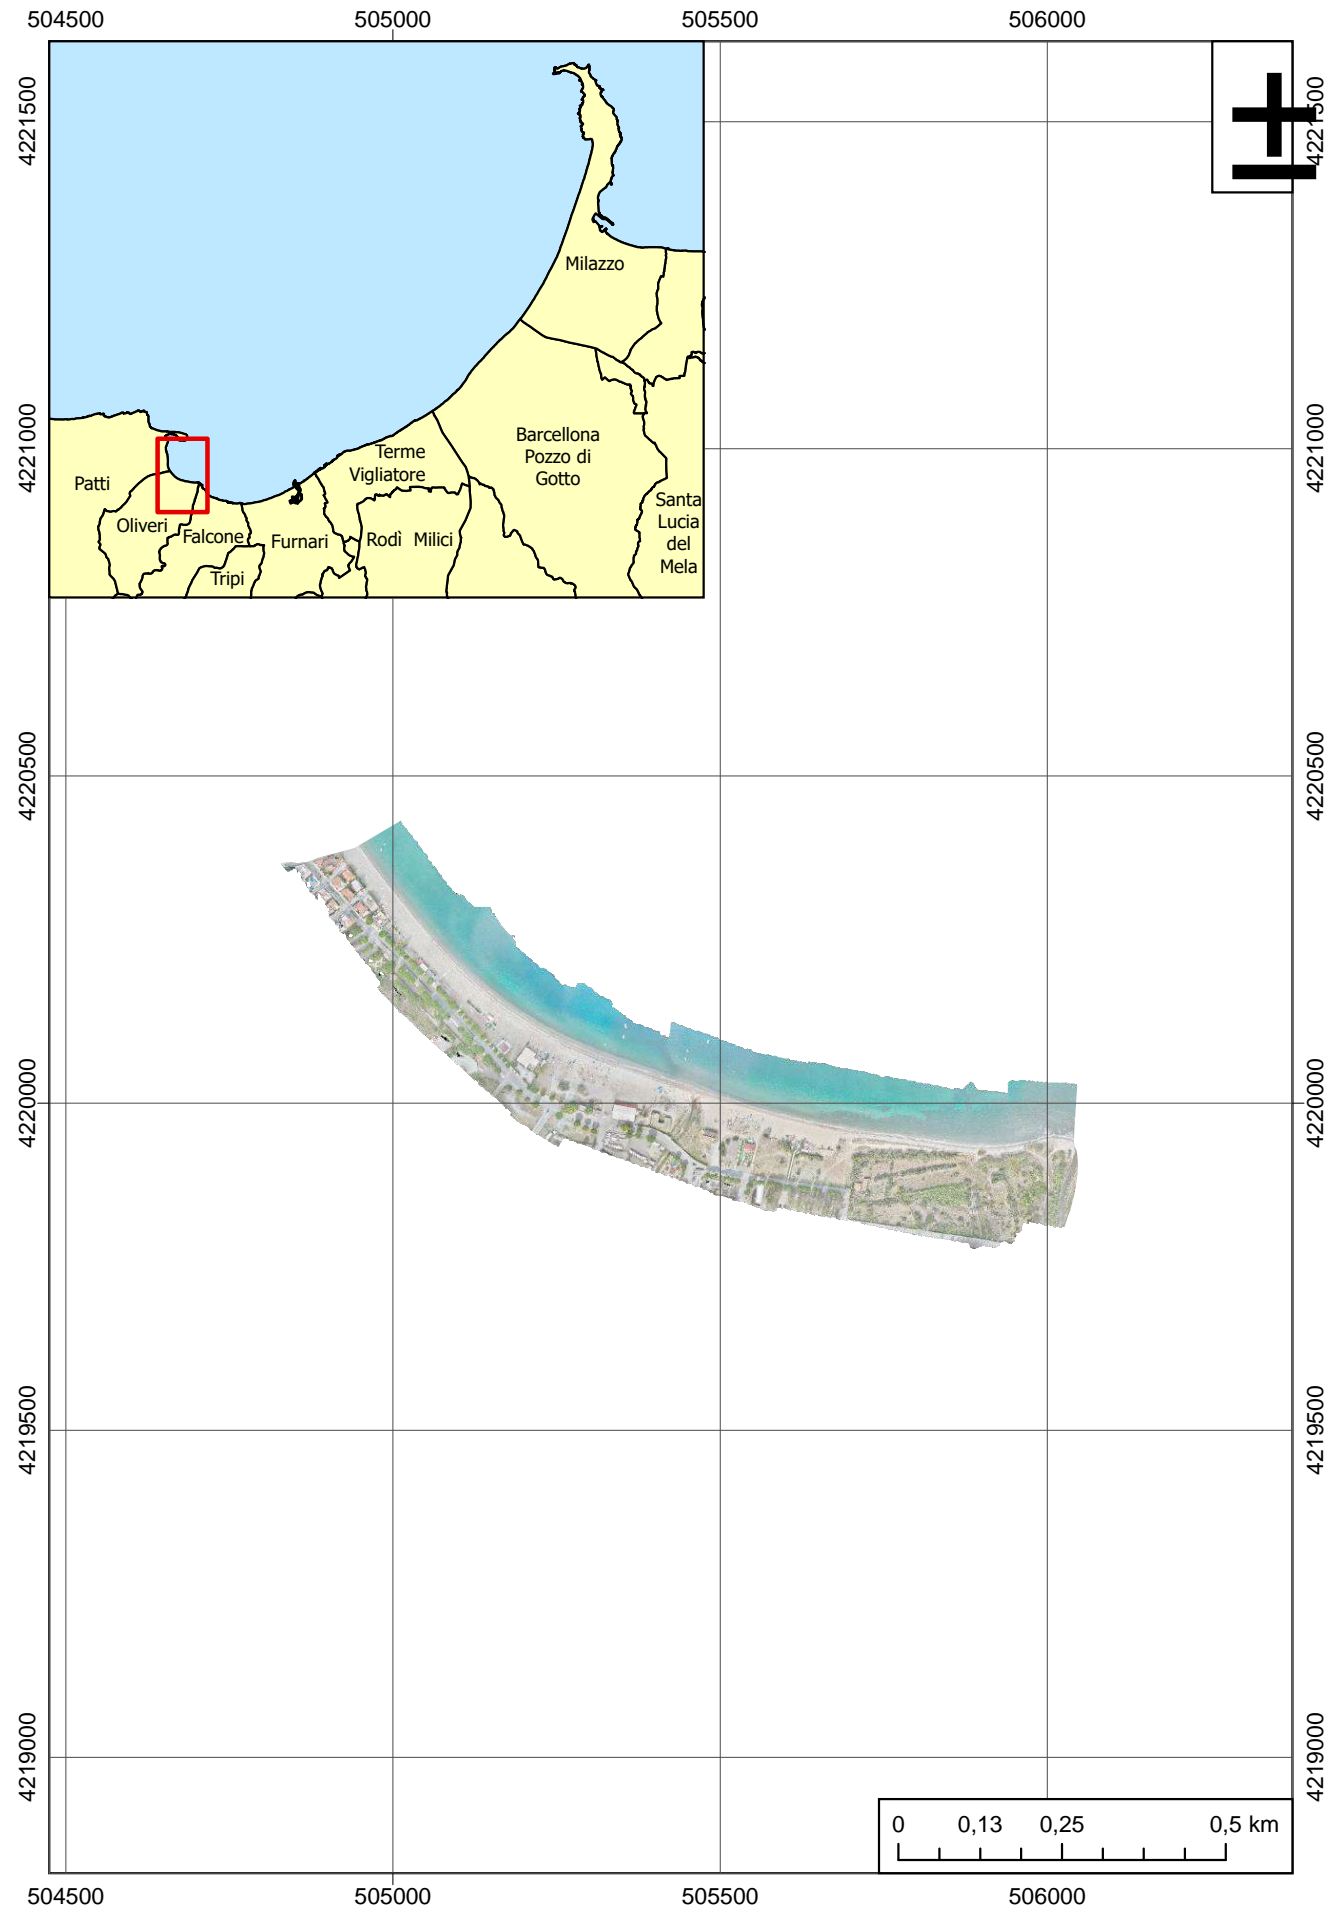 504500 505000 505500 506000
4221500
4221500
Milazzo
4221000
4221000
Barcellona
Pozzo di
Gotto
Terme
Vigliatore
Patti
Santa
Lucia
del
Mela
Oliveri
Falcone
Furnari
Rodì Milici
Tripi
4220500
4220500
4220000
4220000
4219500
4219500
4219000
4219000
0 0,13 0,25 0,5 km
504500 505000 505500 506000